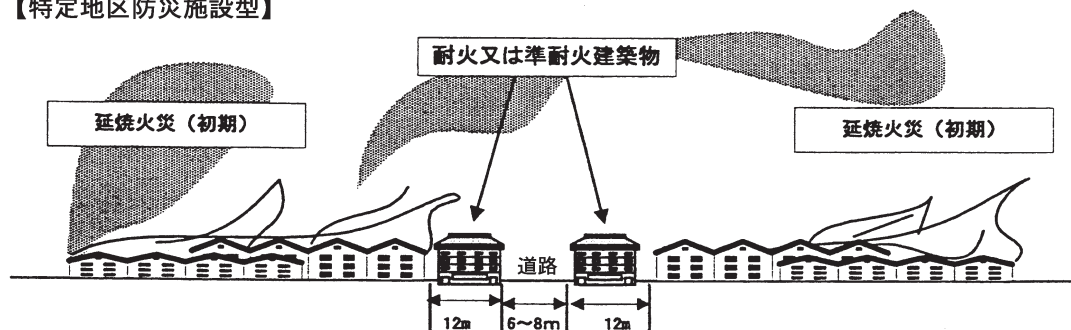 【特定地区防災施設型】
耐火又は準耐火建築物
延焼火災（初期）
延焼火災（初期）
道路
12m
6～8m
12m